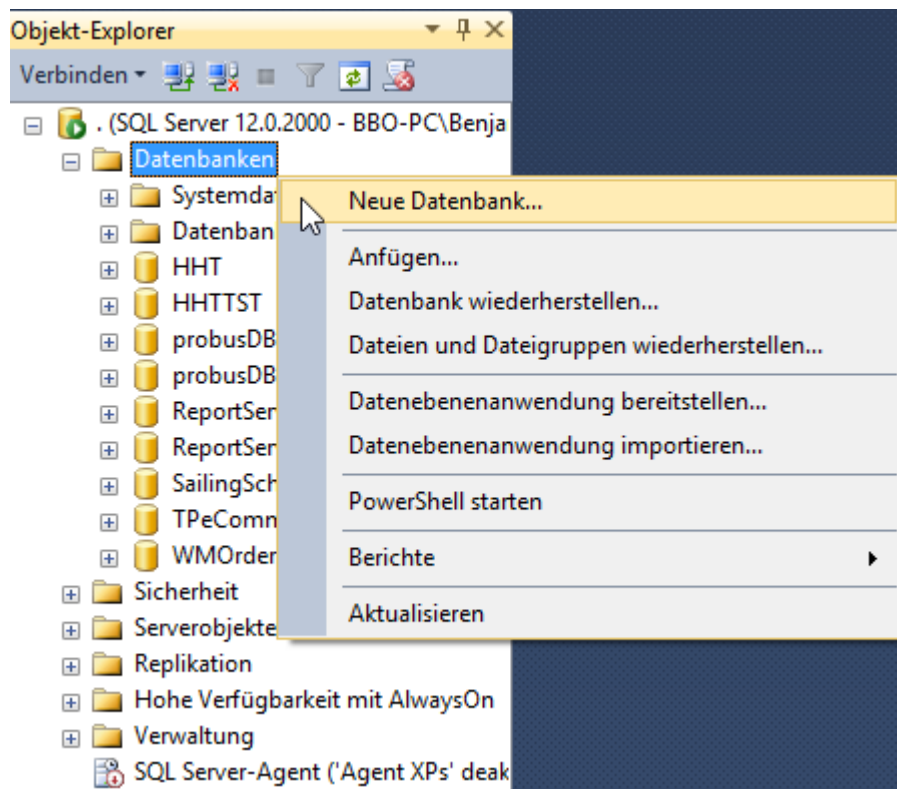 Objekt-Explorer
Verbinden
. (SQL Server 12.0.2000 - BBO-PC\Benja
Datenbanken
Systemda
Datenban
HHT
HHTTST
probusDB
probusDB
ReportSer
ReportSer
SailingSch
TPeComm
WMOrder
Sicherheit
Serverobjekte
Replikation
Hohe Verfügbarkeit mit AlwaysOn
Verwaltung
SQL Server-Agent ('Agent XPs' deak
Neue Datenbank...
Anfügen...
Datenbank wiederherstellen...
Dateien und Dateigruppen wiederherstellen...
Datenebenenanwendung bereitstellen...
Datenebenenanwendung importieren...
PowerShell starten
Berichte
Aktualisieren